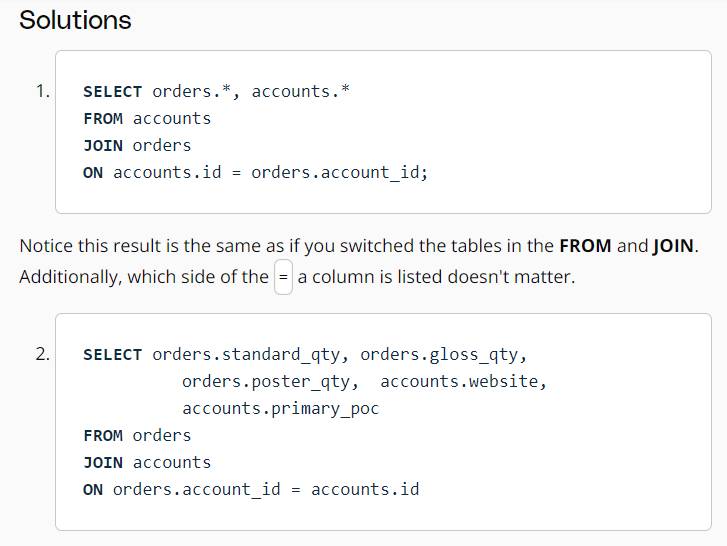 Solutions
1. SELECT orders.*, accounts.*
FROM accounts
JOIN orders
ON accounts.id = orders.account_id;
Notice this result is the same as if you switched the tables in the FROM and JOIN.
Additionally, which side of the = a column is listed doesn't matter.
2. SELECT orders.standard_qty, orders.gloss_qty,
orders.poster_qty,  accounts.website,
accounts.primary_poc
FROM orders
JOIN accounts
ON orders.account_id = accounts.id